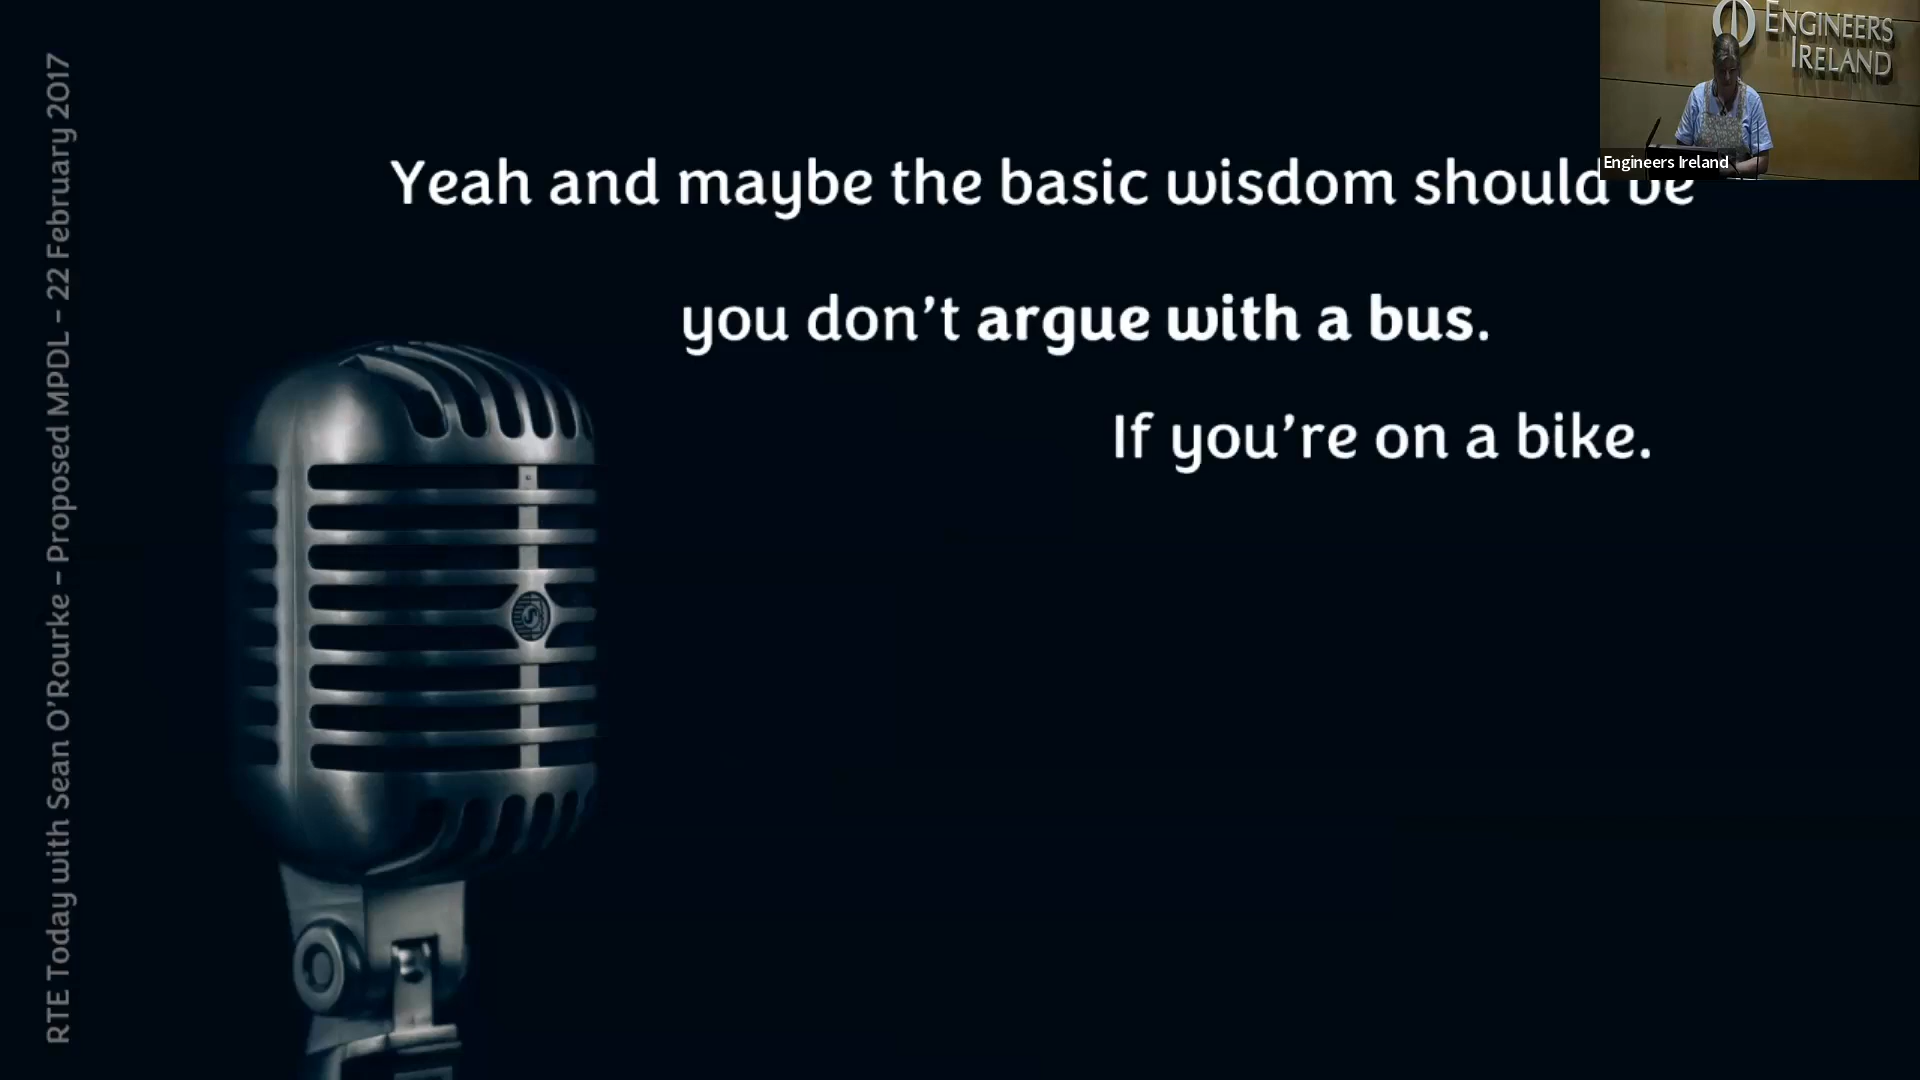 RTE Today with Sean O'Rourke – Proposed MPDL – 22 February 2017
ENGINEERS
IRELAND
Engineers Ireland
Yeah and maybe the basic wisdom should be
you don't argue with a bus.
If you're on a bike.